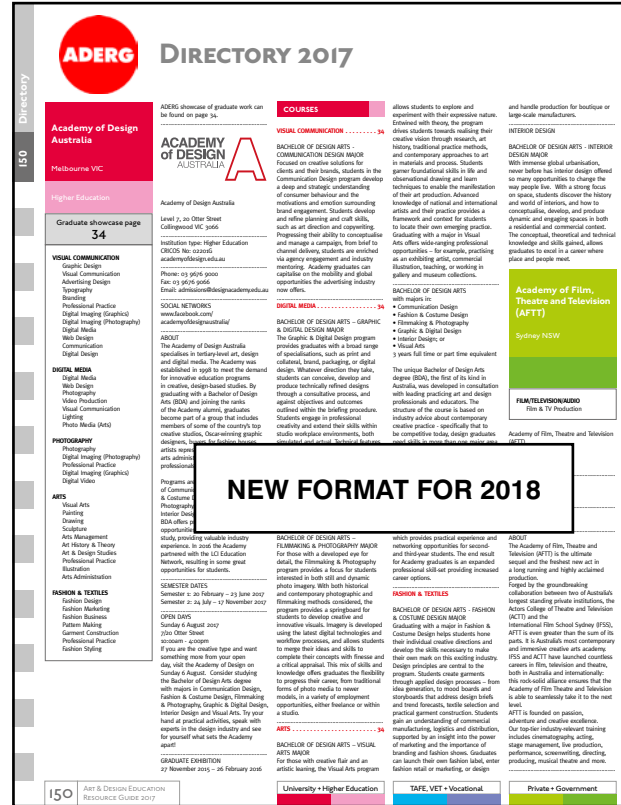 ADERG
DIRECTORY 2017
Directory
150
Academy of Design
Australia
Melbourne VIC
Higher Education
Graduate showcase page
34
VISUAL COMMUNICATION
Graphic Design
Visual Communication
Advertising Design
Typography
Branding
Professional Practice
Digital Imaging (Graphics)
Digital Imaging (Photography)
Digital Media
Web Design
Communication
Digital Design
DIGITAL MEDIA
Digital Media
Web Design
Photography
Video Production
Visual Communication
Lighting
Photo Media (Arts)
PHOTOGRAPHY
Photography
Digital Imaging (Photography)
Professional Practice
Digital Imaging (Graphics)
Digital Video
ARTS
Visual Arts
Painting
Drawing
Sculpture
Arts Management
Art History & Theory
Art & Design Studies
Professional Practice
Illustration
Arts Administration
FASHION & TEXTILES
Fashion Design
Fashion Marketing
Fashion Business
Pattern Making
Garment Construction
Professional Practice
Fashion Styling
ADERG showcase of graduate work can
be found on page 34.
ACADEMY
of DESIGN
AUSTRALIA
Academy of Design Australia
Level 7, 20 Otter Street
Collingwood VIC 3066
Institution type: Higher Education
CRICOS No: 02201G
academyofdesign.edu.au
Phone: 03 9676 9000
Fax: 03 9676 9066
Email: admissions@designacademy.edu.au
SOCIAL NETWORKS
www.facebook.com/
academyofdesignaustralia/
ABOUT
The Academy of Design Australia
specialises in tertiary-level art, design
and digital media. The Academy was
established in 1998 to meet the demand
for innovative education programs
in creative, design-based studies. By
graduating with a Bachelor of Design
Arts (BDA) and joining the ranks of
the Academy alumni, graduates
become part of a group that includes
members of some of the country's top
creative studios, Oscar-winning graphic
designers, buyers for fashion houses,
artists repres
arts administ
professionals
Programs are
of Communic
& Costume D
Photography
Interior Desig
BDA offers p
opportunities
study, providing valuable industry
experience. In 2016 the Academy
partnered with the LCI Education
Network, resulting in some great
opportunities for students.
SEMESTER DATES
Semester 1: 20 February – 23 June 2017
Semester 2: 24 July – 17 November 2017
OPEN DAYS
Sunday 6 August 2017
7/20 Otter Street
10:00am - 4:00pm
If you are the creative type and want
something more from your open
day, visit the Academy of Design on
Sunday 6 August. Consider studying
the Bachelor of Design Arts degree
with majors in Communication Design,
Fashion & Costume Design, Filmmaking
& Photography, Graphic & Digital Design,
Interior Design and Visual Arts. Try your
hand at practical activities, speak with
experts in the design industry and see
for yourself what sets the Academy
apart!
GRADUATE EXHIBITION
27 November 2015 – 26 February 2016
COURSES
VISUAL COMMUNICATION . . . . . . . . . 34
BACHELOR OF DESIGN ARTS -
COMMUNICATION DESIGN MAJOR
Focused on creative solutions for
clients and their brands, students in the
Communication Design program develop
a deep and strategic understanding
of consumer behaviour and the
motivations and emotion surrounding
brand engagement. Students develop
and refine planning and craft skills,
such as art direction and copywriting.
Progressing their ability to conceptualise
and manage a campaign, from brief to
channel delivery, students are enriched
via agency engagement and industry
mentoring. Academy graduates can
capitalise on the mobility and global
opportunities the advertising industry
now offers.
DIGITAL MEDIA . . . . . . . . . . . . . . . . . 34
BACHELOR OF DESIGN ARTS – GRAPHIC
& DIGITAL DESIGN MAJOR
The Graphic & Digital Design program
provides graduates with a broad range
of specialisations, such as print and
collateral, brand, packaging, or digital
design. Whatever direction they take,
students can conceive, develop, and
produce technically refined designs
through a consultative process, and
against objectives and outcomes
outlined within the briefing procedure.
Students engage in professional
creativity and extend their skills within
studio workplace environments, both
simulated and actual. Technical features
BACHELOR OF DESIGN ARTS –
FILMMAKING & PHOTOGRAPHY MAJOR
For those with a developed eye for
detail, the Filmmaking & Photography
program provides a focus for students
interested in both still and dynamic
photo imagery. With both historical
and contemporary photographic and
filmmaking methods considered, the
program provides a springboard for
students to develop creative and
innovative visuals. Imagery is developed
using the latest digital technologies and
workflow processes, and allows students
to merge their ideas and skills to
complete their concepts with finesse and
a critical appraisal. This mix of skills and
knowledge offers graduates the flexibility
to progress their career, from traditional
forms of photo media to newer
models, in a variety of employment
opportunities, either freelance or within
a studio.
ARTS . . . . . . . . . . . . . . . . . . . . . . . . 34
BACHELOR OF DESIGN ARTS – VISUAL
ARTS MAJOR
For those with creative flair and an
artistic leaning, the Visual Arts program
allows students to explore and
experiment with their expressive nature.
Entwined with theory, the program
drives students towards realising their
creative vision through research, art
history, traditional practice methods,
and contemporary approaches to art
in materials and process. Students
garner foundational skills in life and
observational drawing and learn
techniques to enable the manifestation
of their art production. Advanced
knowledge of national and international
artists and their practice provides a
framework and context for students
to locate their own emerging practice.
Graduating with a major in Visual
Arts offers wide-ranging professional
opportunities – for example, practising
as an exhibiting artist, commercial
illustration, teaching, or working in
gallery and museum collections.
BACHELOR OF DESIGN ARTS
with majors in:
• Communication Design
• Fashion & Costume Design
• Filmmaking & Photography
• Graphic & Digital Design
• Interior Design; or
• Visual Arts
3 years full time or part time equivalent
The unique Bachelor of Design Arts
degree (BDA), the first of its kind in
Australia, was developed in consultation
with leading practicing art and design
professionals and educators. The
structure of the course is based on
industry advice about contemporary
creative practice - specifically that to
be competitive today, design graduates
need skills in more than one major area
which provides practical experience and
networking opportunities for second-
and third-year students. The end result
for Academy graduates is an expanded
professional skill-set providing increased
career options.
FASHION & TEXTILES
BACHELOR OF DESIGN ARTS - FASHION
& COSTUME DESIGN MAJOR
Graduating with a major in Fashion &
Costume Design helps students hone
their individual creative directions and
develop the skills necessary to make
their own mark on this exciting industry.
Design principles are central to the
program. Students create garments
through applied design processes – from
idea generation, to mood boards and
storyboards that address design briefs
and trend forecasts, textile selection and
practical garment construction. Students
gain an understanding of commercial
manufacturing, logistics and distribution,
supported by an insight into the power
of marketing and the importance of
branding and fashion shows. Graduates
can launch their own fashion label, enter
fashion retail or marketing, or design
and handle production for boutique or
large-scale manufacturers.
INTERIOR DESIGN
BACHELOR OF DESIGN ARTS - INTERIOR
DESIGN MAJOR
With immense global urbanisation,
never before has interior design offered
so many opportunities to change the
way people live. With a strong focus
on space, students discover the history
and world of interiors, and how to
conceptualise, develop, and produce
dynamic and engaging spaces in both
a residential and commercial context.
The conceptual, theoretical and technical
knowledge and skills gained, allows
graduates to excel in a career where
place and people meet.
Academy of Film,
Theatre and Television
(AFTT)
Sydney NSW
FILM/TELEVISION/AUDIO
Film & TV Production
Academy of Film, Theatre and Television
(AFTT)
ABOUT
The Academy of Film, Theatre and
Television (AFTT) is the ultimate
sequel and the freshest new act in
a long running and highly acclaimed
production.
Forged by the groundbreaking
collaboration between two of Australia's
longest standing private institutions, the
Actors College of Theatre & Television
(ACTT) and the
International Film School Sydney (IFSS),
AFTT is even greater than the sum of its
parts. It is Australia's most contemporary
and immersive creative arts academy.
IFSS and ACTT have launched countless
careers in film, television and theatre,
both in Australia and internationally;
this rock-solid alliance ensures that the
Academy of Film Theatre and Television
is able to seamlessly take it to the next
level.
AFTT is founded on passion,
adventure and creative excellence.
Our top-tier industry-relevant training
includes cinematography, acting,
stage management, live production,
performance, screenwriting, directing,
producing, musical theatre and more.
NEW FORMAT FOR 2018
150
ART & DESIGN EDUCATION
RESOURCE GUIDE 2017
University + Higher Education
TAFE, VET + Vocational
Private + Government